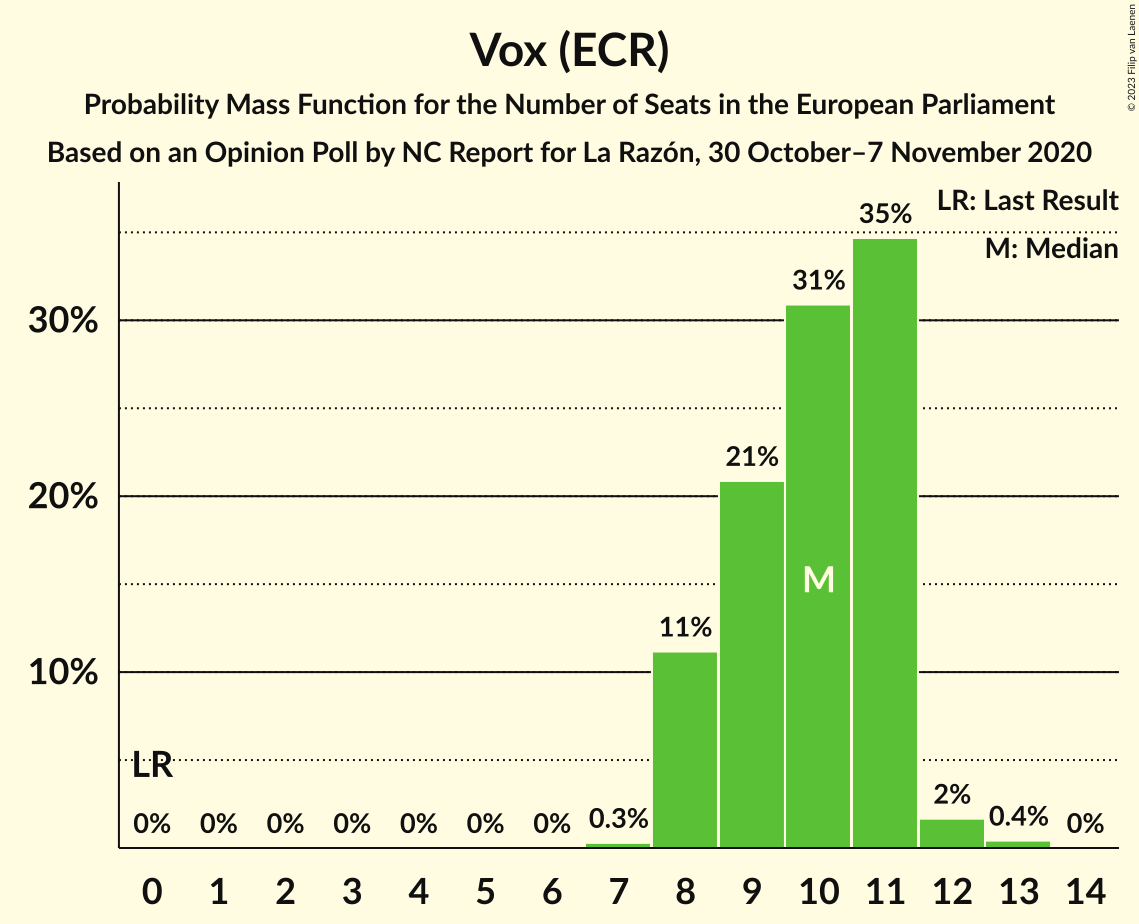 Vox (ECR)
Probability Mass Function for the Number of Seats in the European Parliament
Based on an Opinion Poll by NC Report for La Razón, 30 October–7 November 2020
© 2023 Filip van Laenen
LR: Last Result
M: Median
35%
31%
30%
21%
20%
M
11%
10%
LR
0% 0% 0% 0% 0% 0% 0% 0.3% 2% 0.4% 0%
0 1 2 3 4 5 6 7 8 9 10 11 12 13 14